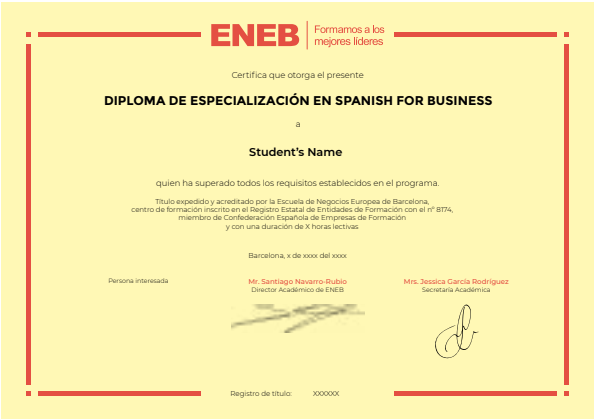 ENEB Formamos a los
mejores líderes
Certifica que otorga el presente
DIPLOMA DE ESPECIALIZACIÓN EN SPANISH FOR BUSINESS
a
Student's Name
quien ha superado todos los requisitos establecidos en el programa.
Título expedido y acreditado por la Escuela de Negocios Europea de Barcelona,
centro de formación inscrito en el Registro Estatal de Entidades de Formación con el nº 8174,
miembro de Confederación Española de Empresas de Formación
y con una duración de X horas lectivas
Barcelona, x de xxxx del xxxx
Persona interesada
Mr. Santiago Navarro-Rubio
Director Académico de ENEB
Mrs. Jessica García Rodríguez
Secretaría Académica
Registro de título: XXXXXX